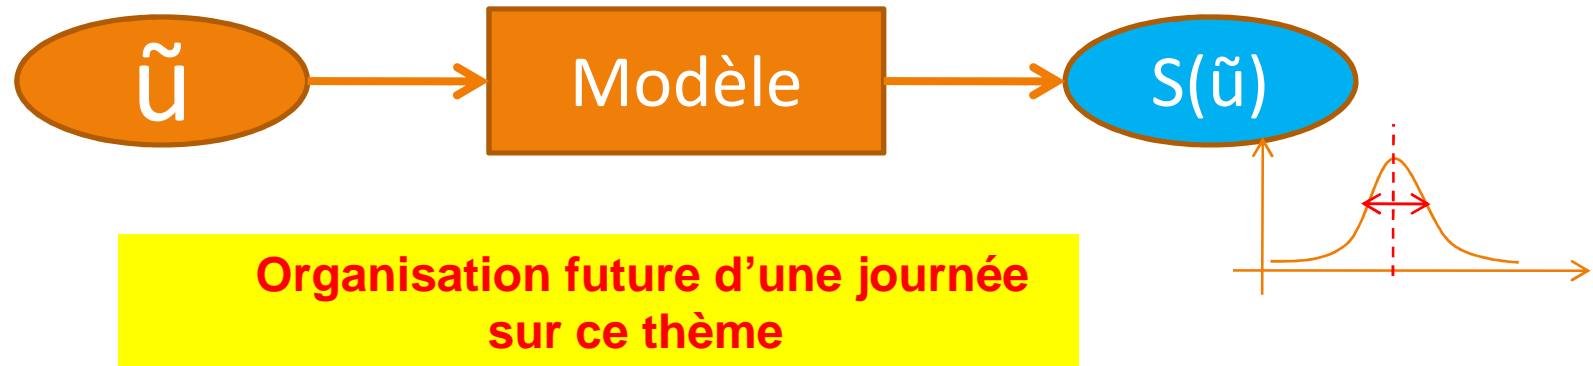 ũ
Modèle
S(ũ)
Organisation future d’une journée
sur ce thème